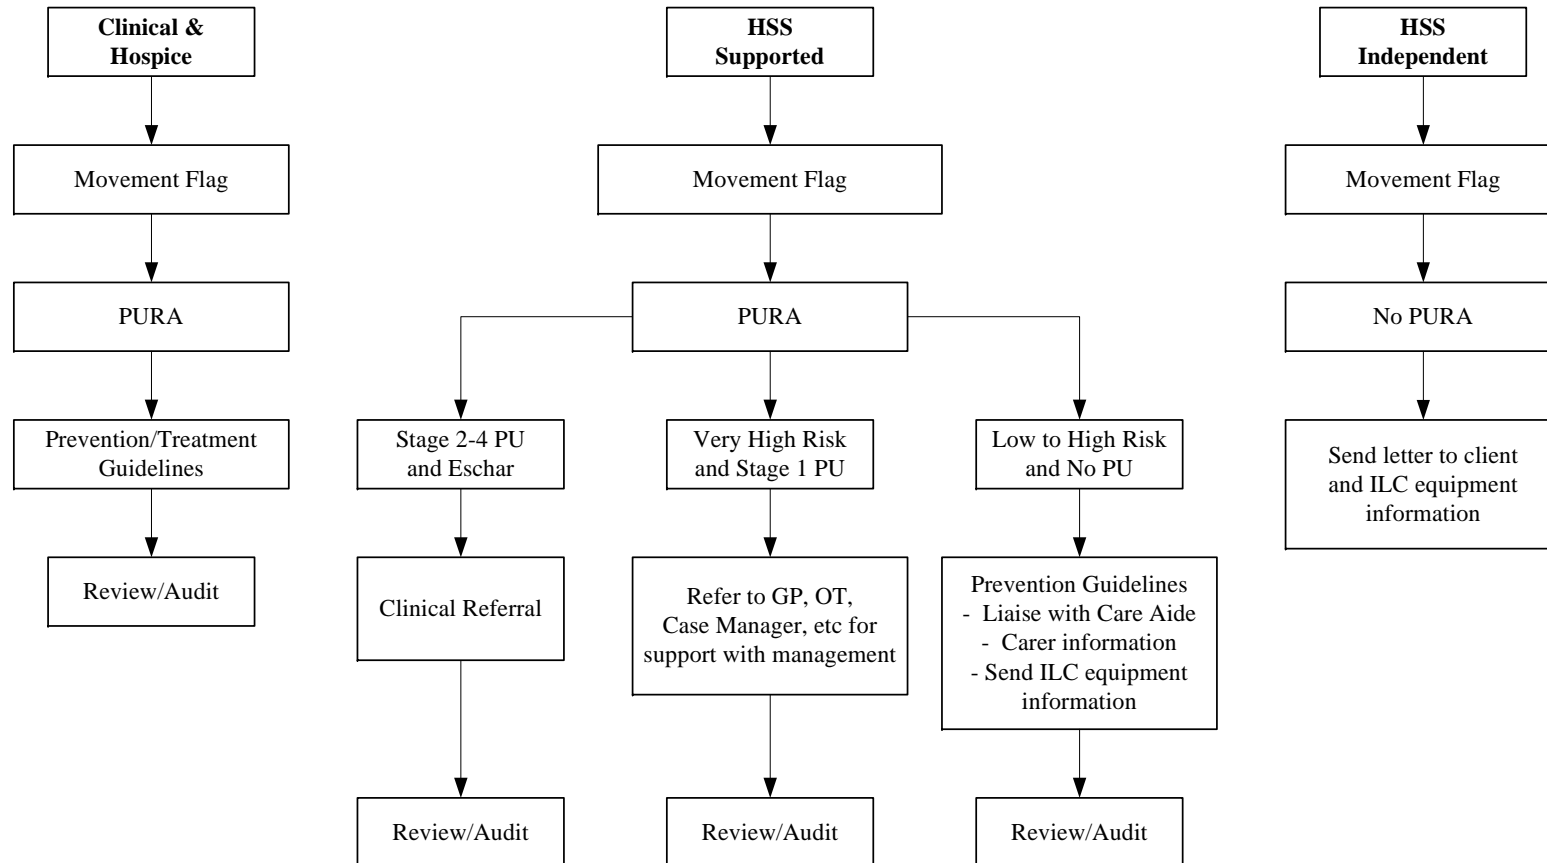 Clinical &
Hospice
HSS
Supported
HSS
Independent
Movement Flag
Movement Flag
Movement Flag
PURA
PURA
No PURA
Prevention/Treatment
Guidelines
Stage 2-4 PU
and Eschar
Very High Risk
and Stage 1 PU
Low to High Risk
and No PU
Send letter to client
and ILC equipment
information
Review/Audit
Clinical Referral
Refer to GP, OT,
Case Manager, etc for
support with management
Prevention Guidelines
- Liaise with Care Aide
- Carer information
- Send ILC equipment
information
Review/Audit
Review/Audit
Review/Audit